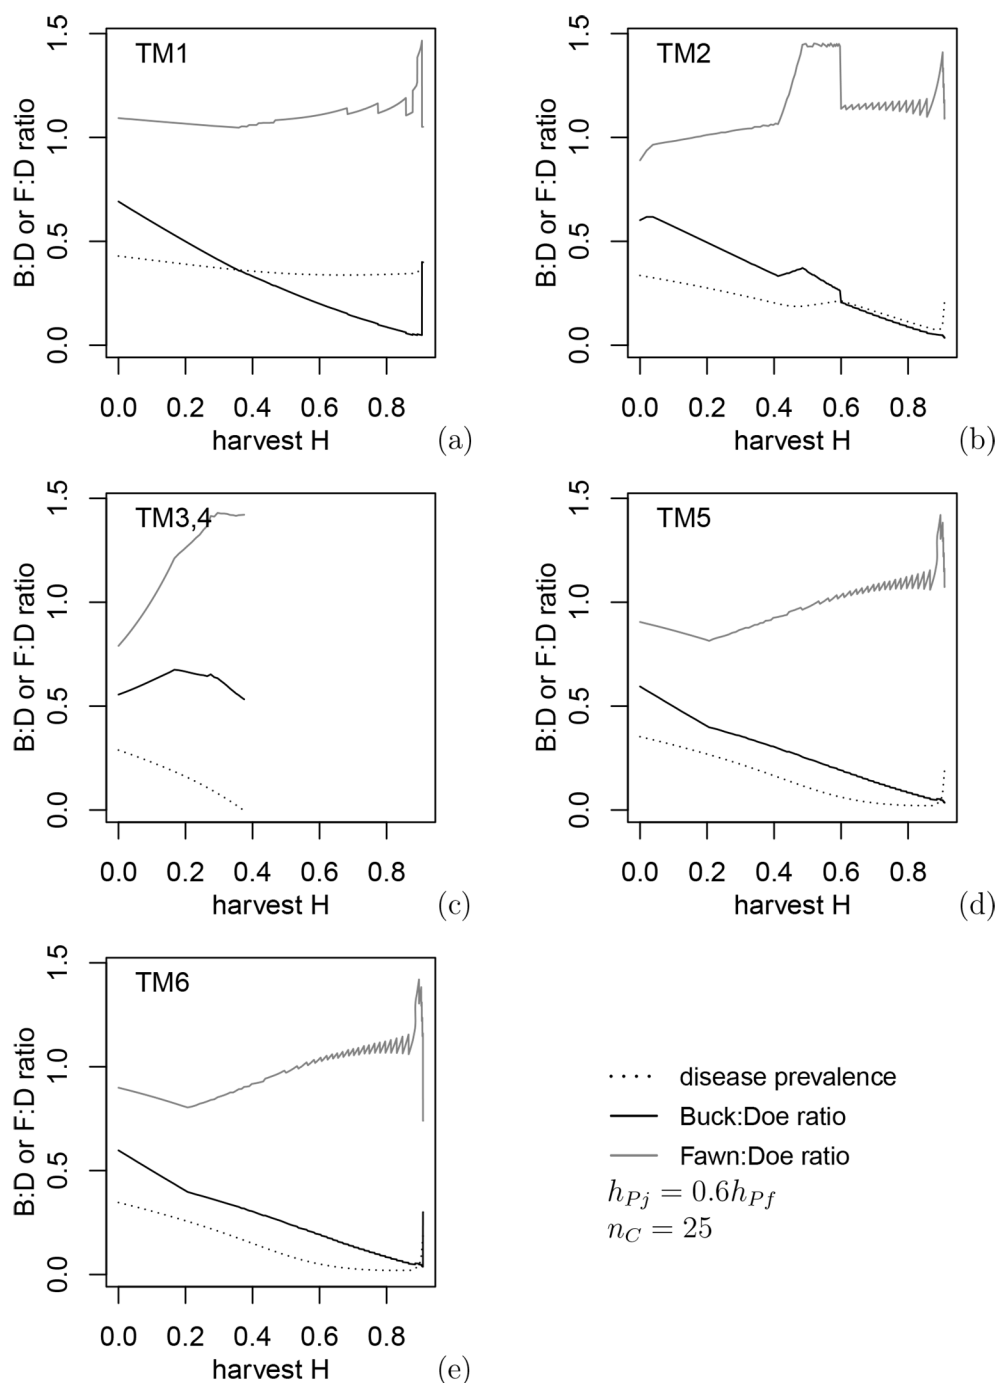 TM1
B:D or F:D ratio
0.0 0.5 1.0 1.5
0.0 0.2 0.4 0.6 0.8
harvest H
(a)
TM2
B:D or F:D ratio
0.0 0.5 1.0 1.5
0.0 0.2 0.4 0.6 0.8
harvest H
(b)
TM3,4
B:D or F:D ratio
0.0 0.5 1.0 1.5
0.0 0.2 0.4 0.6 0.8
harvest H
(c)
TM5
B:D or F:D ratio
0.0 0.5 1.0 1.5
0.0 0.2 0.4 0.6 0.8
harvest H
(d)
TM6
B:D or F:D ratio
0.0 0.5 1.0 1.5
0.0 0.2 0.4 0.6 0.8
harvest H
(e)
disease prevalence
Buck:Doe ratio
Fawn:Doe ratio
h_{Pj} = 0.6h_{Pf}
n_C = 25